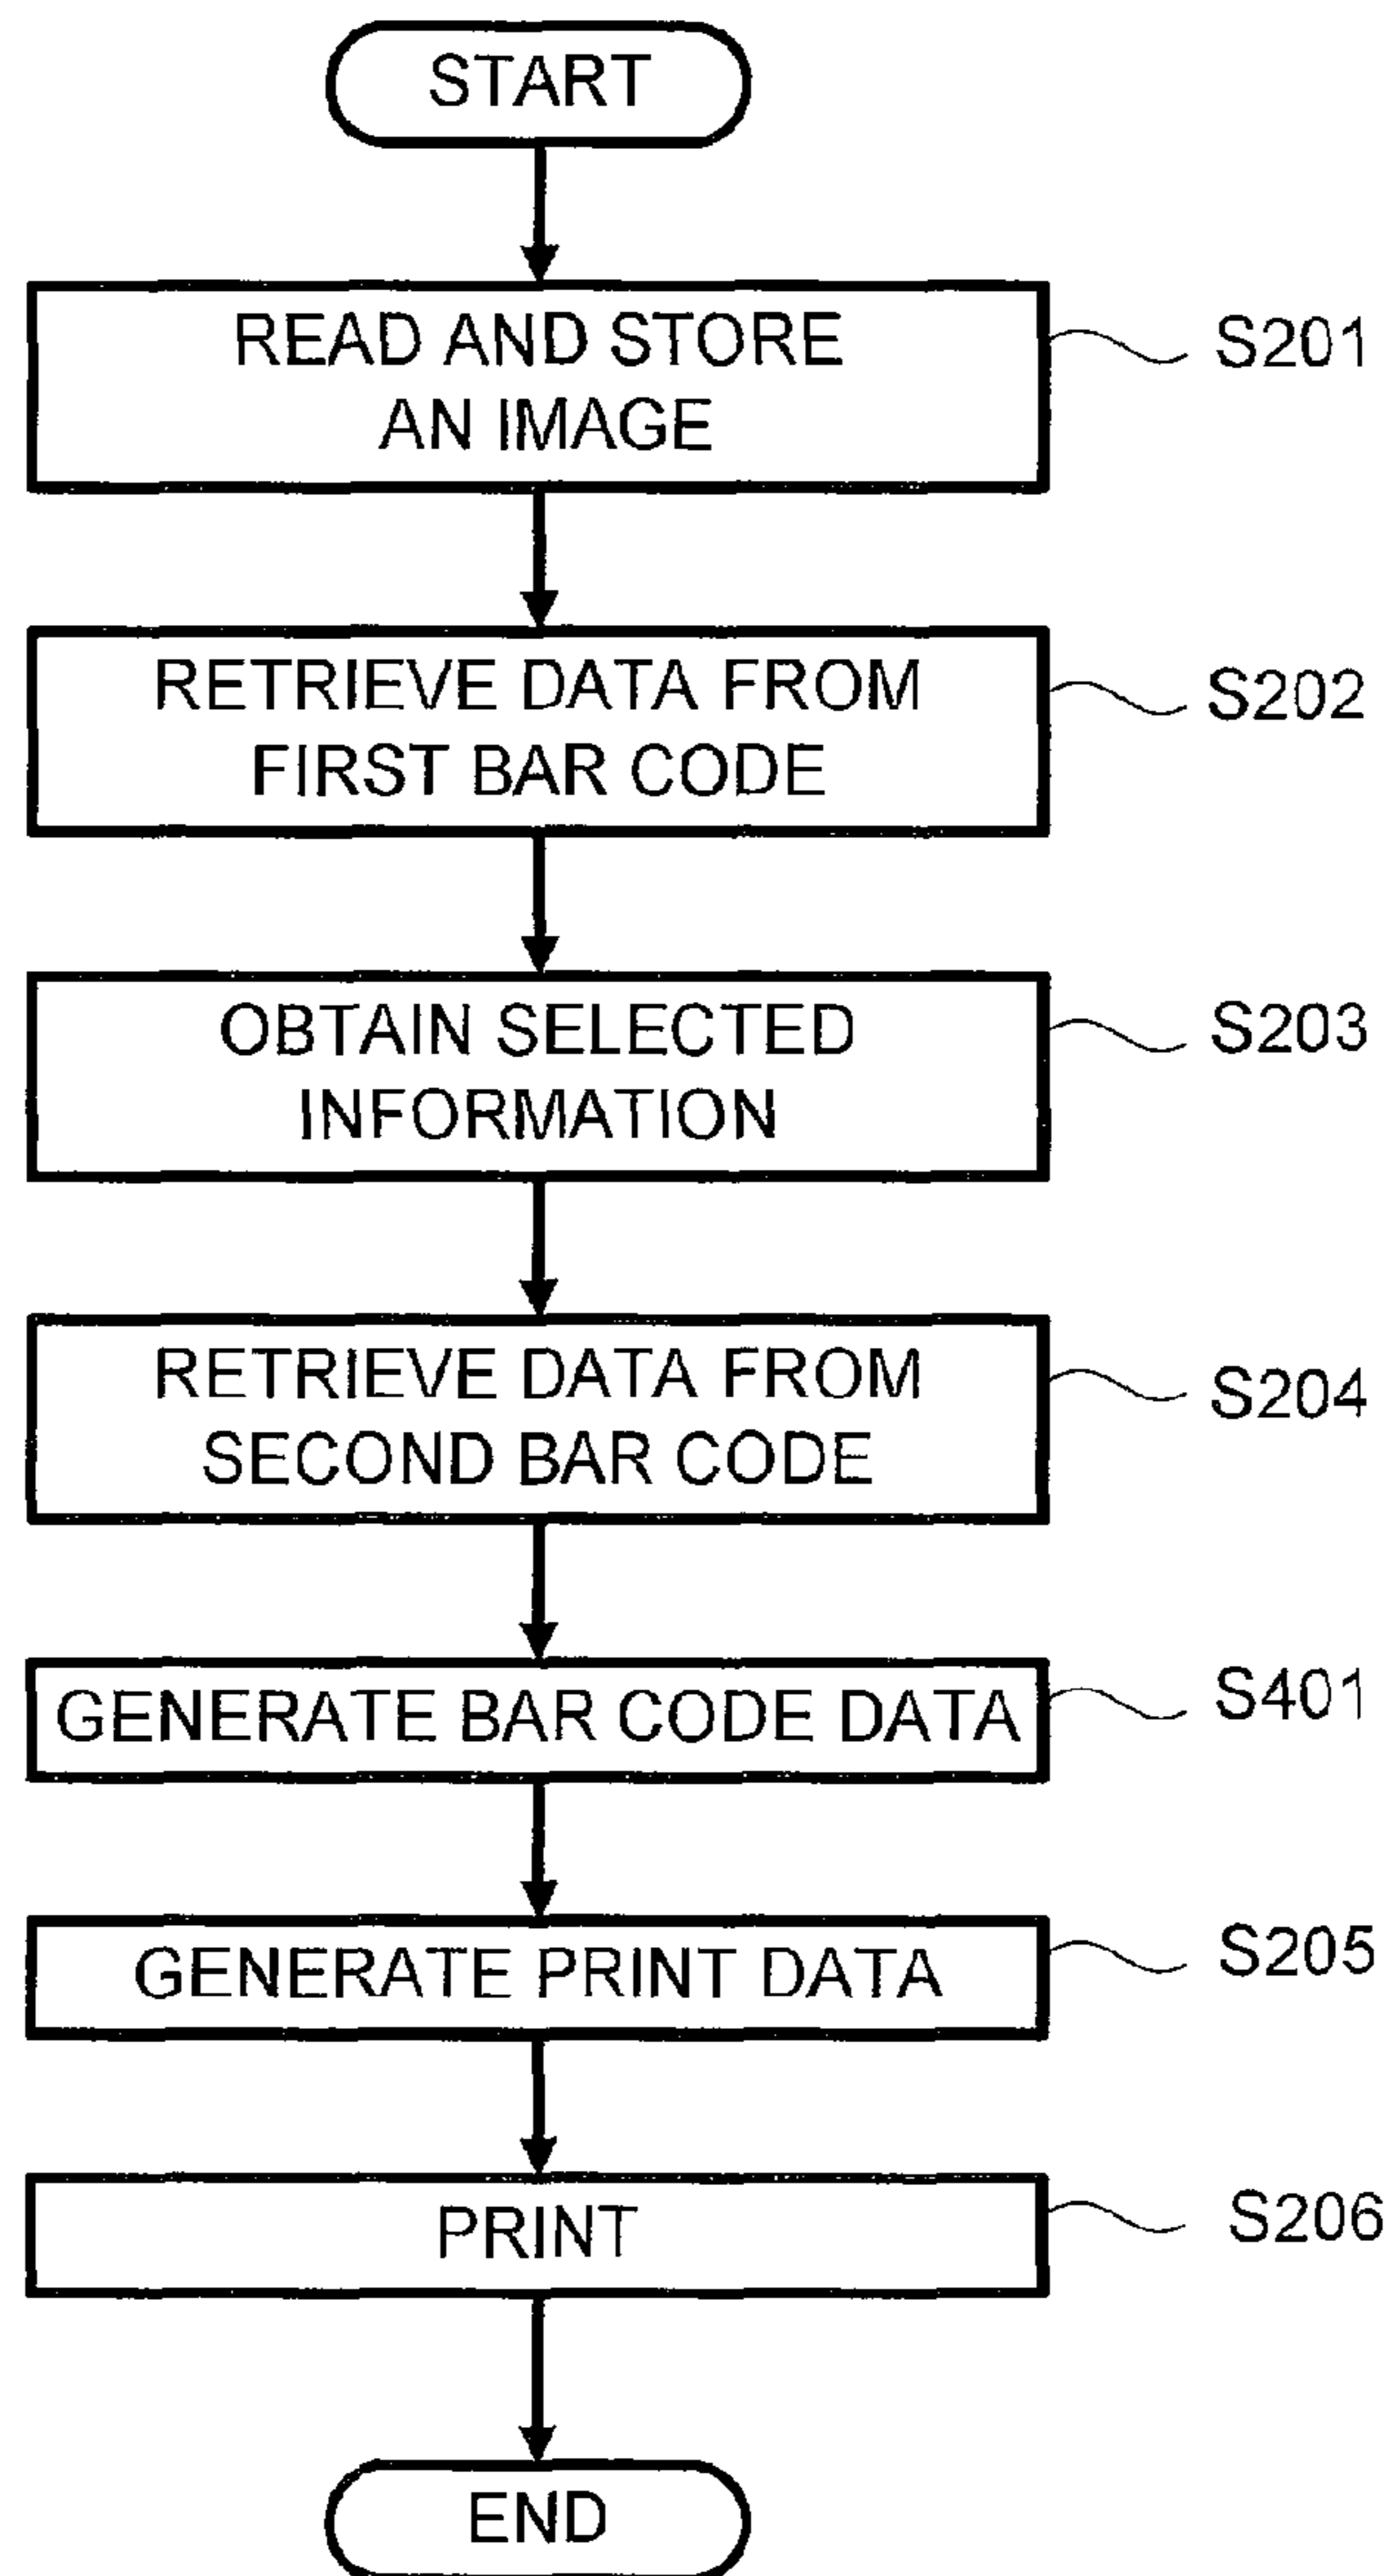 START
READ AND STORE
AN IMAGE
S201
RETRIEVE DATA FROM
FIRST BAR CODE
S202
OBTAIN SELECTED
INFORMATION
S203
RETRIEVE DATA FROM
SECOND BAR CODE
S204
GENERATE BAR CODE DATA
S401
GENERATE PRINT DATA
S205
PRINT
S206
END